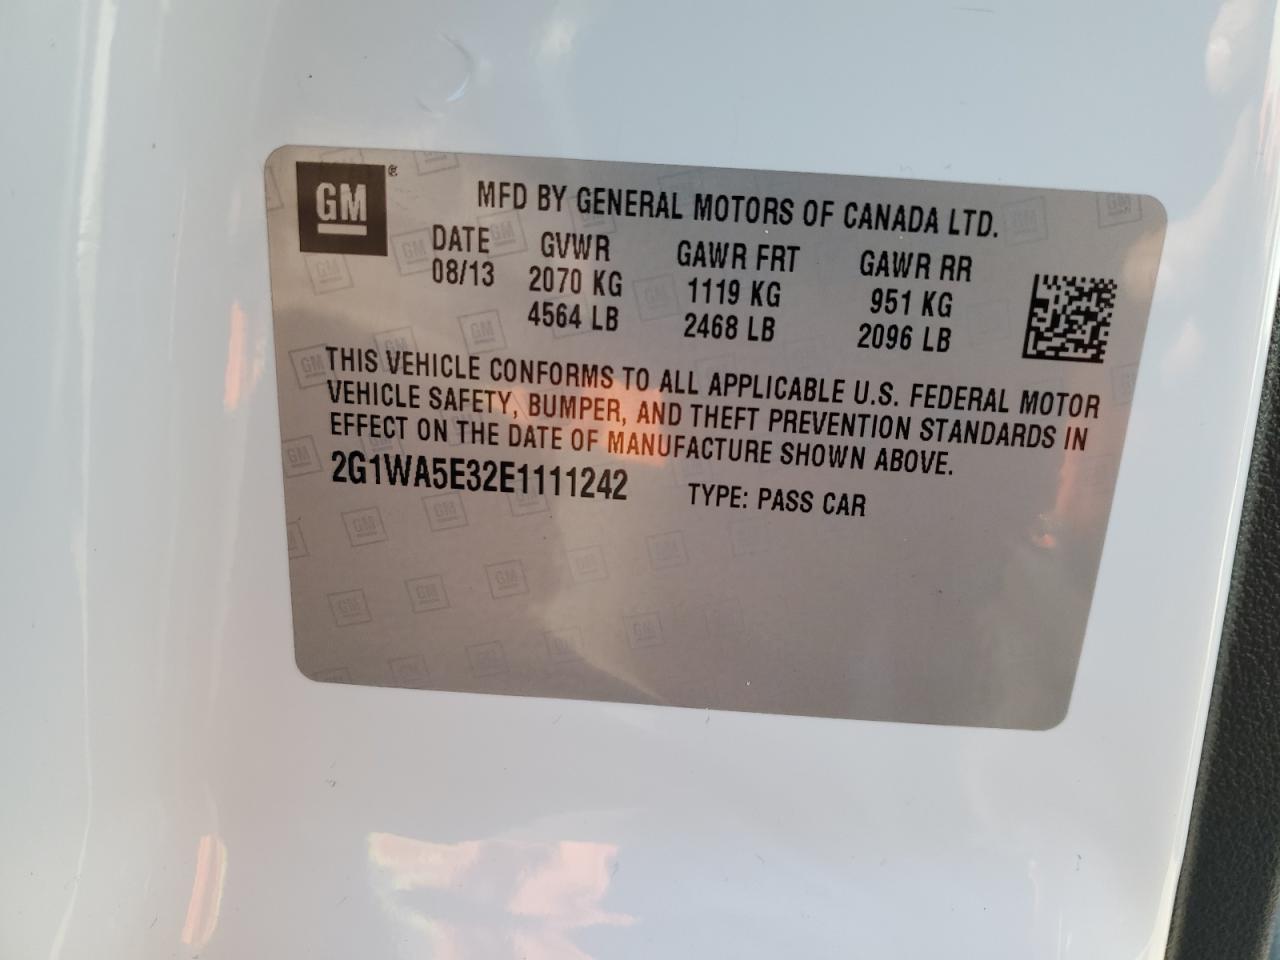 GM
MFD BY GENERAL MOTORS OF CANADA LTD.
DATE GVWR GAWR FRT GAWR RR
08/13 2070 KG 1119 KG 951 KG
4564 LB 2468 LB 2096 LB
THIS VEHICLE CONFORMS TO ALL APPLICABLE U.S. FEDERAL MOTOR
VEHICLE SAFETY, BUMPER, AND THEFT PREVENTION STANDARDS IN
EFFECT ON THE DATE OF MANUFACTURE SHOWN ABOVE.
2G1WA5E32E1111242 TYPE: PASS CAR